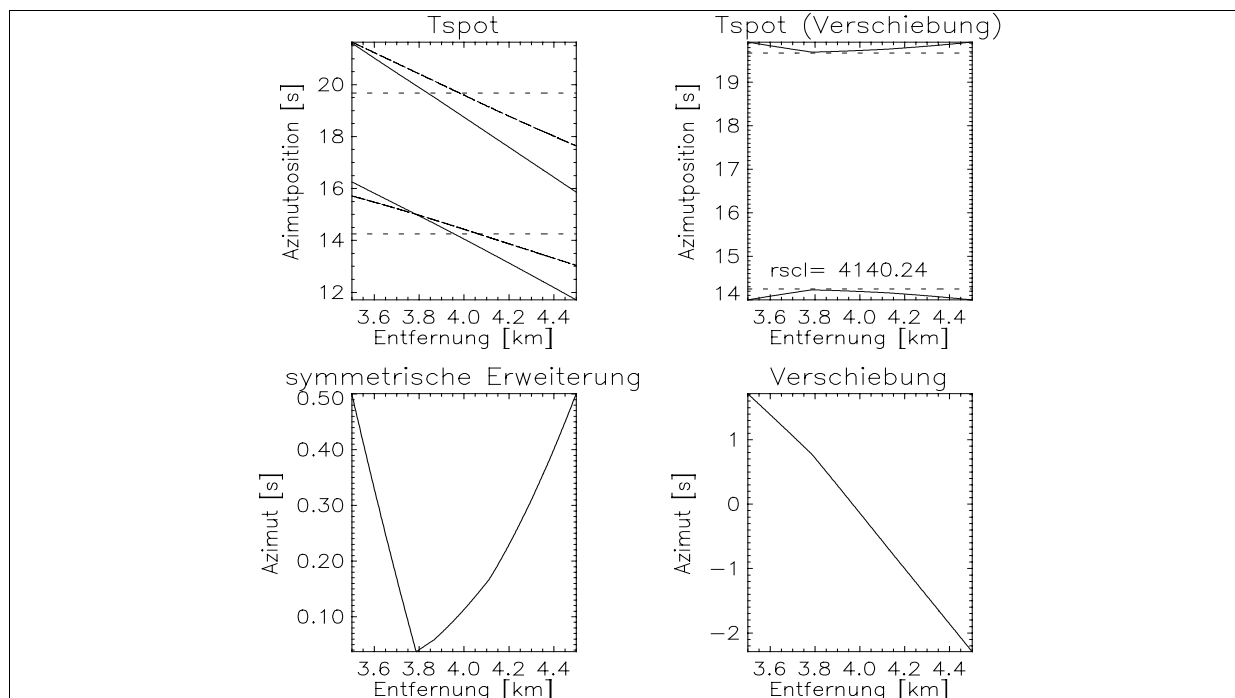 Tspot
Azimutposition [s]
20
18
16
14
12
3.6 3.8 4.0 4.2 4.4
Entfernung [km]
Tspot (Verschiebung)
Azimutposition [s]
19
18
17
16
15
14
rscl= 4140.24
3.6 3.8 4.0 4.2 4.4
Entfernung [km]
symmetrische Erweiterung
Azimut [s]
0.50
0.40
0.30
0.20
0.10
3.6 3.8 4.0 4.2 4.4
Entfernung [km]
Verschiebung
Azimut [s]
1
0
−1
−2
3.6 3.8 4.0 4.2 4.4
Entfernung [km]